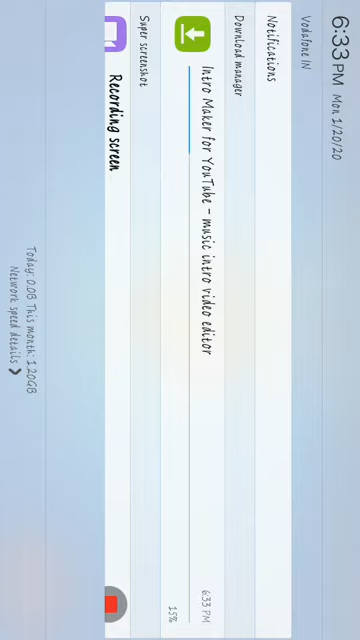 6:33 PM Mon 1/20/20
Vodafone IN
Notifications
Download manager
Intro Maker for YouTube - music intro video editor
6:33 PM
15%
Super screenshot
Recording screen
Today: 0.0B This month: 1.20GB
Network speed details ❯